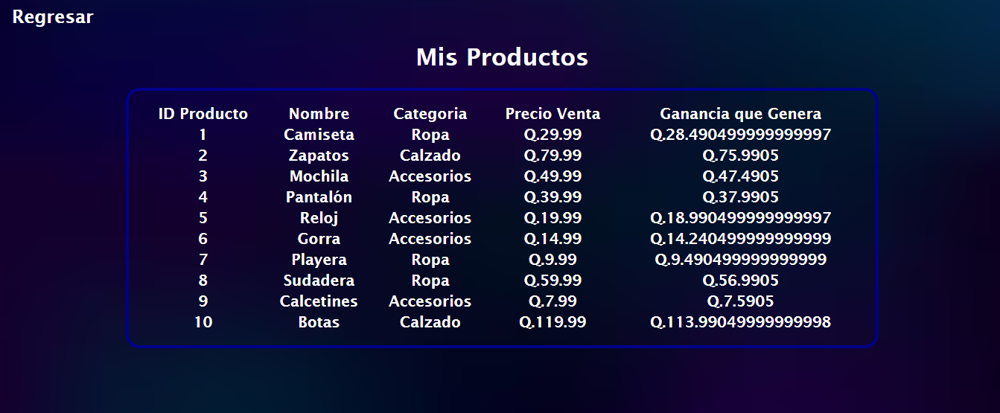 Regresar
Mis Productos
ID Producto Nombre Categoria Precio Venta Ganancia que Genera
1 Camiseta Ropa Q.29.99 Q.28.490499999999997
2 Zapatos Calzado Q.79.99 Q.75.9905
3 Mochila Accesorios Q.49.99 Q.47.4905
4 Pantalón Ropa Q.39.99 Q.37.9905
5 Reloj Accesorios Q.19.99 Q.18.990499999999997
6 Gorra Accesorios Q.14.99 Q.14.240499999999999
7 Playera Ropa Q.9.99 Q.9.490499999999999
8 Sudadera Ropa Q.59.99 Q.56.9905
9 Calcetines Accesorios Q.7.99 Q.7.5905
10 Botas Calzado Q.119.99 Q.113.99049999999998